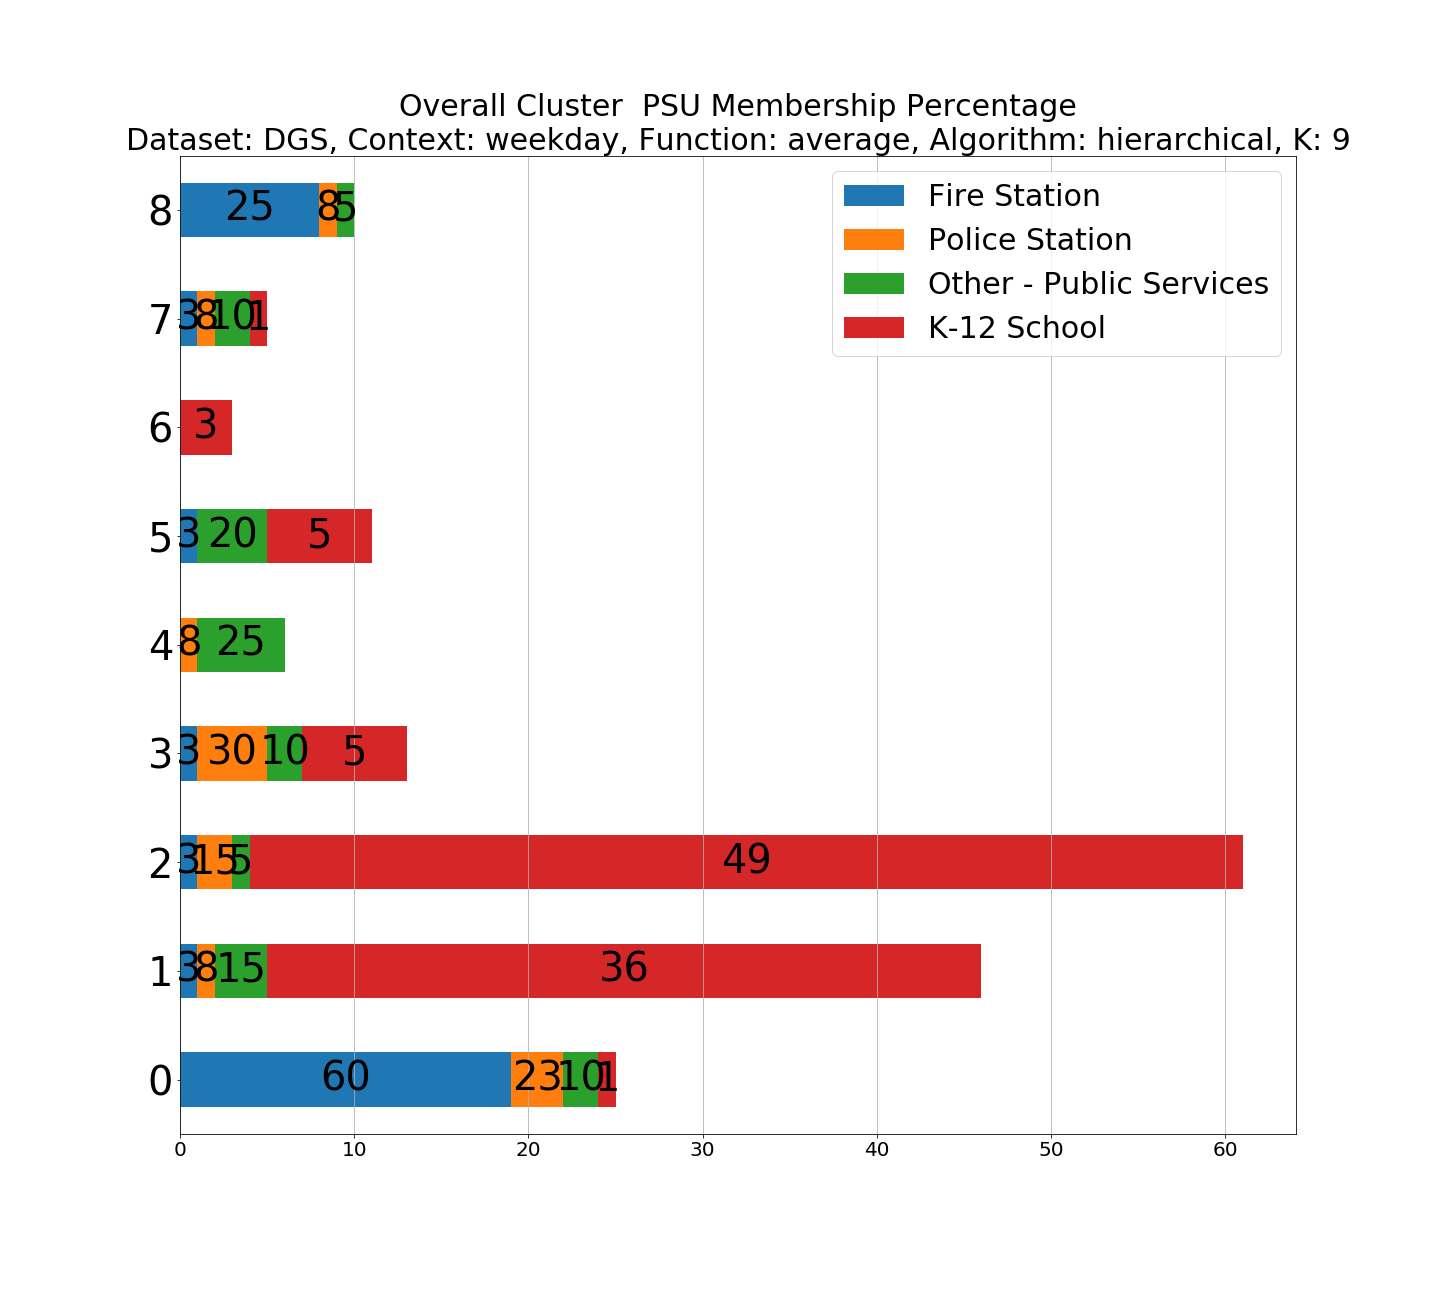 Overall Cluster  PSU Membership Percentage
Dataset: DGS, Context: weekday, Function: average, Algorithm: hierarchical, K: 9
Fire Station
Police Station
Other - Public Services
K-12 School
8 25 8 5
7 3 8 10 1
6 3
5 3 20 5
4 8 25
3 3 30 10 5
2 3 15 5 49
1 3 8 15 36
0 60 23 10 1
0 10 20 30 40 50 60